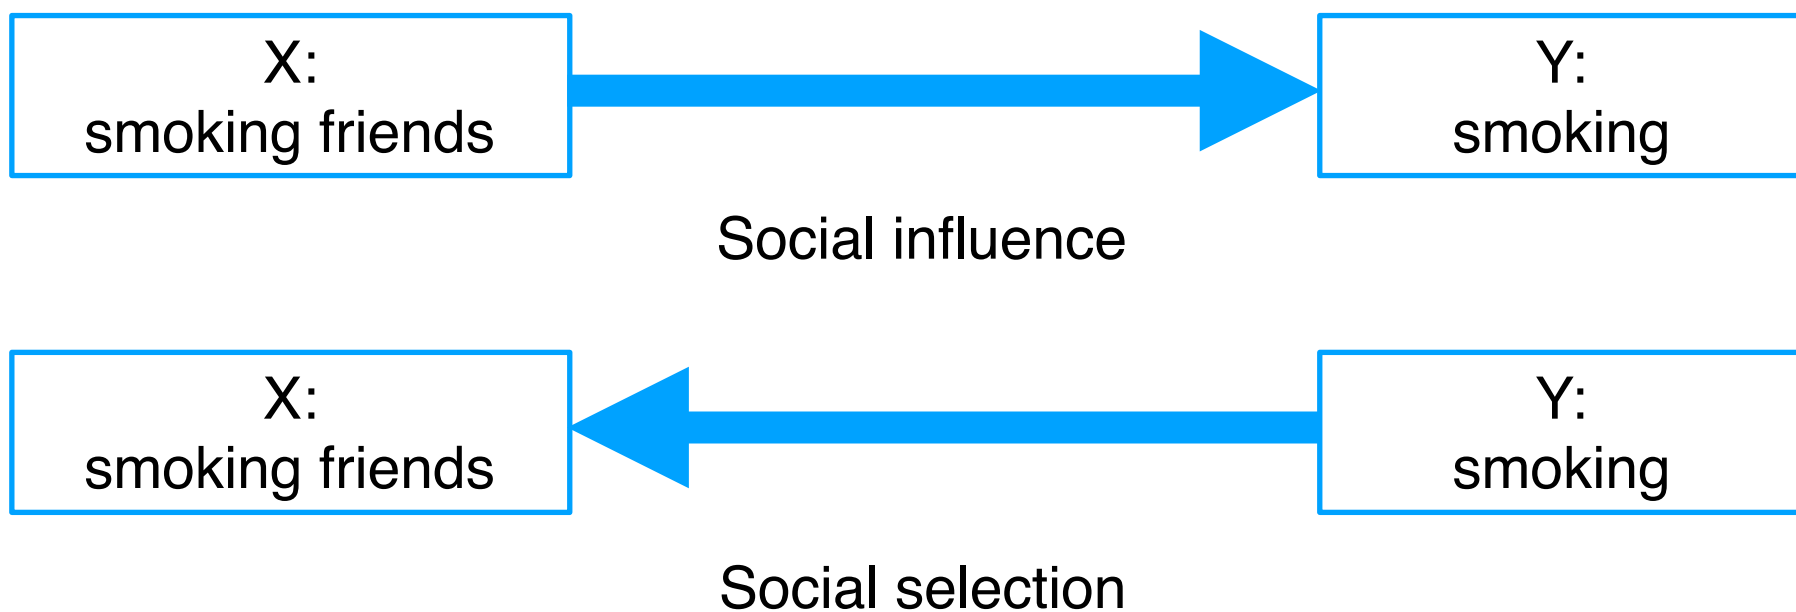 X:
smoking friends
Y:
smoking
Social influence
X:
smoking friends
Y:
smoking
Social selection